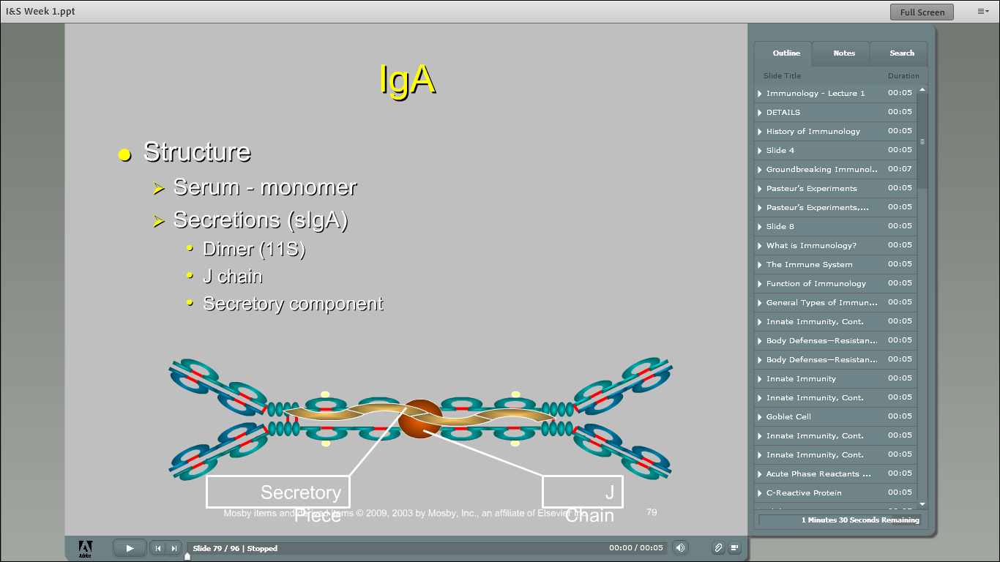 I&S Week 1.ppt
Full Screen
IgA
Structure
Serum - monomer
Secretions (sIgA)
Dimer (11S)
J chain
Secretory component
Secretory
Piece
J
Chain
Mosby items and derived items © 2009, 2003 by Mosby, Inc., an affiliate of Elsevier Inc.
79
Outline Notes Search
Slide Title Duration
Immunology - Lecture 1 00:05
DETAILS 00:05
History of Immunology 00:05
Slide 4 00:05
Groundbreaking Immunol.. 00:07
Pasteur's Experiments 00:05
Pasteur's Experiments,... 00:05
Slide 8 00:05
What is Immunology? 00:05
The Immune System 00:05
Function of Immunology 00:05
General Types of Immun... 00:05
Innate Immunity, Cont. 00:05
Body Defenses—Resistan... 00:05
Body Defenses—Resistan... 00:05
Innate Immunity 00:05
Innate Immunity, Cont. 00:05
Goblet Cell 00:05
Innate Immunity, Cont. 00:05
Innate Immunity, Cont. 00:05
Acute Phase Reactants ... 00:05
C-Reactive Protein 00:05
1 Minutes 30 Seconds Remaining
Adobe
Slide 79 / 96 | Stopped
00:00 / 00:05